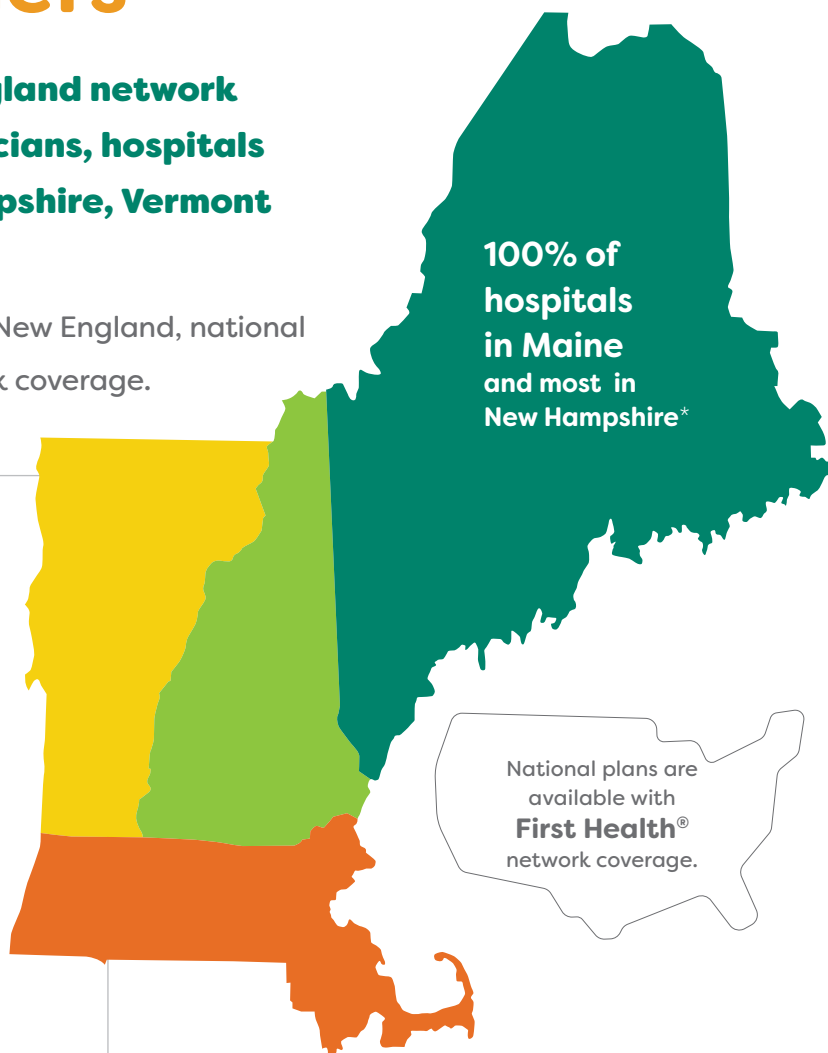 ers
gland network
cians, hospitals
pshire, Vermont
New England, national
k coverage.
100% of
hospitals
in Maine
and most in
New Hampshire*
National plans are
available with
First Health®
network coverage.